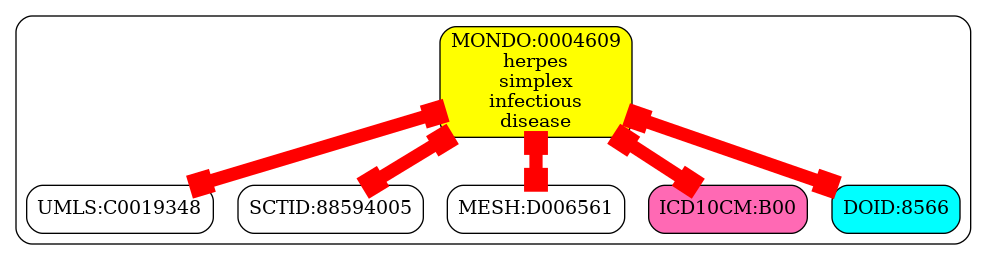 MONDO:0004609
herpes
simplex
infectious
disease
UMLS:C0019348
SCTID:88594005
MESH:D006561
ICD10CM:B00
DOID:8566